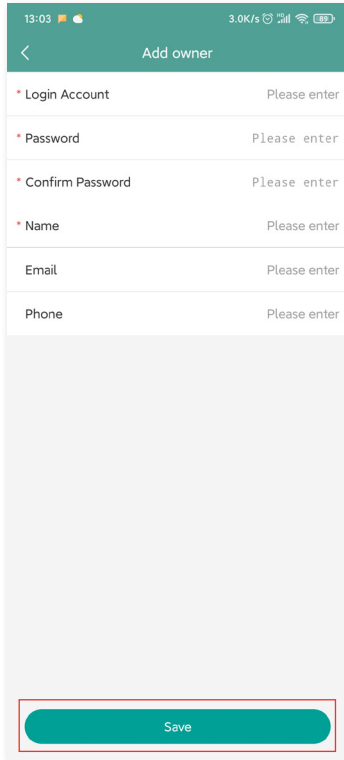 13:03 3.0K/s HD 89
Add owner
* Login Account Please enter
* Password Please enter
* Confirm Password Please enter
* Name Please enter
Email Please enter
Phone Please enter
Save